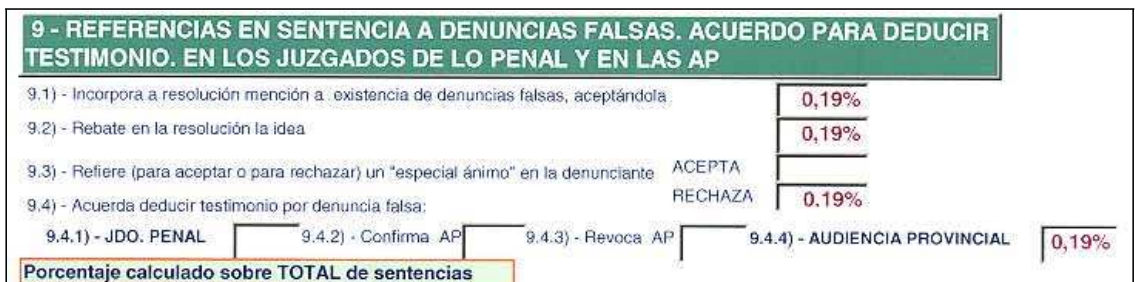 9 - REFERENCIAS EN SENTENCIA A DENUNCIAS FALSAS. ACUERDO PARA DEDUCIR
TESTIMONIO. EN LOS JUZGADOS DE LO PENAL Y EN LAS AP
9.1) - Incorpora a resolución mención a existencia de denuncias falsas, aceptándola 0,19%
9.2) - Rebate en la resolución la idea 0,19%
9.3) - Refiere (para aceptar o para rechazar) un "especial ánimo" en la denunciante ACEPTA
RECHAZA 0.19%
9.4) - Acuerda deducir testimonio por denuncia falsa:
9.4.1) - JDO. PENAL 9.4.2) - Confirma AP 9.4.3) - Revoca AP 9.4.4) - AUDIENCIA PROVINCIAL 0,19%
Porcentaje calculado sobre TOTAL de sentencias